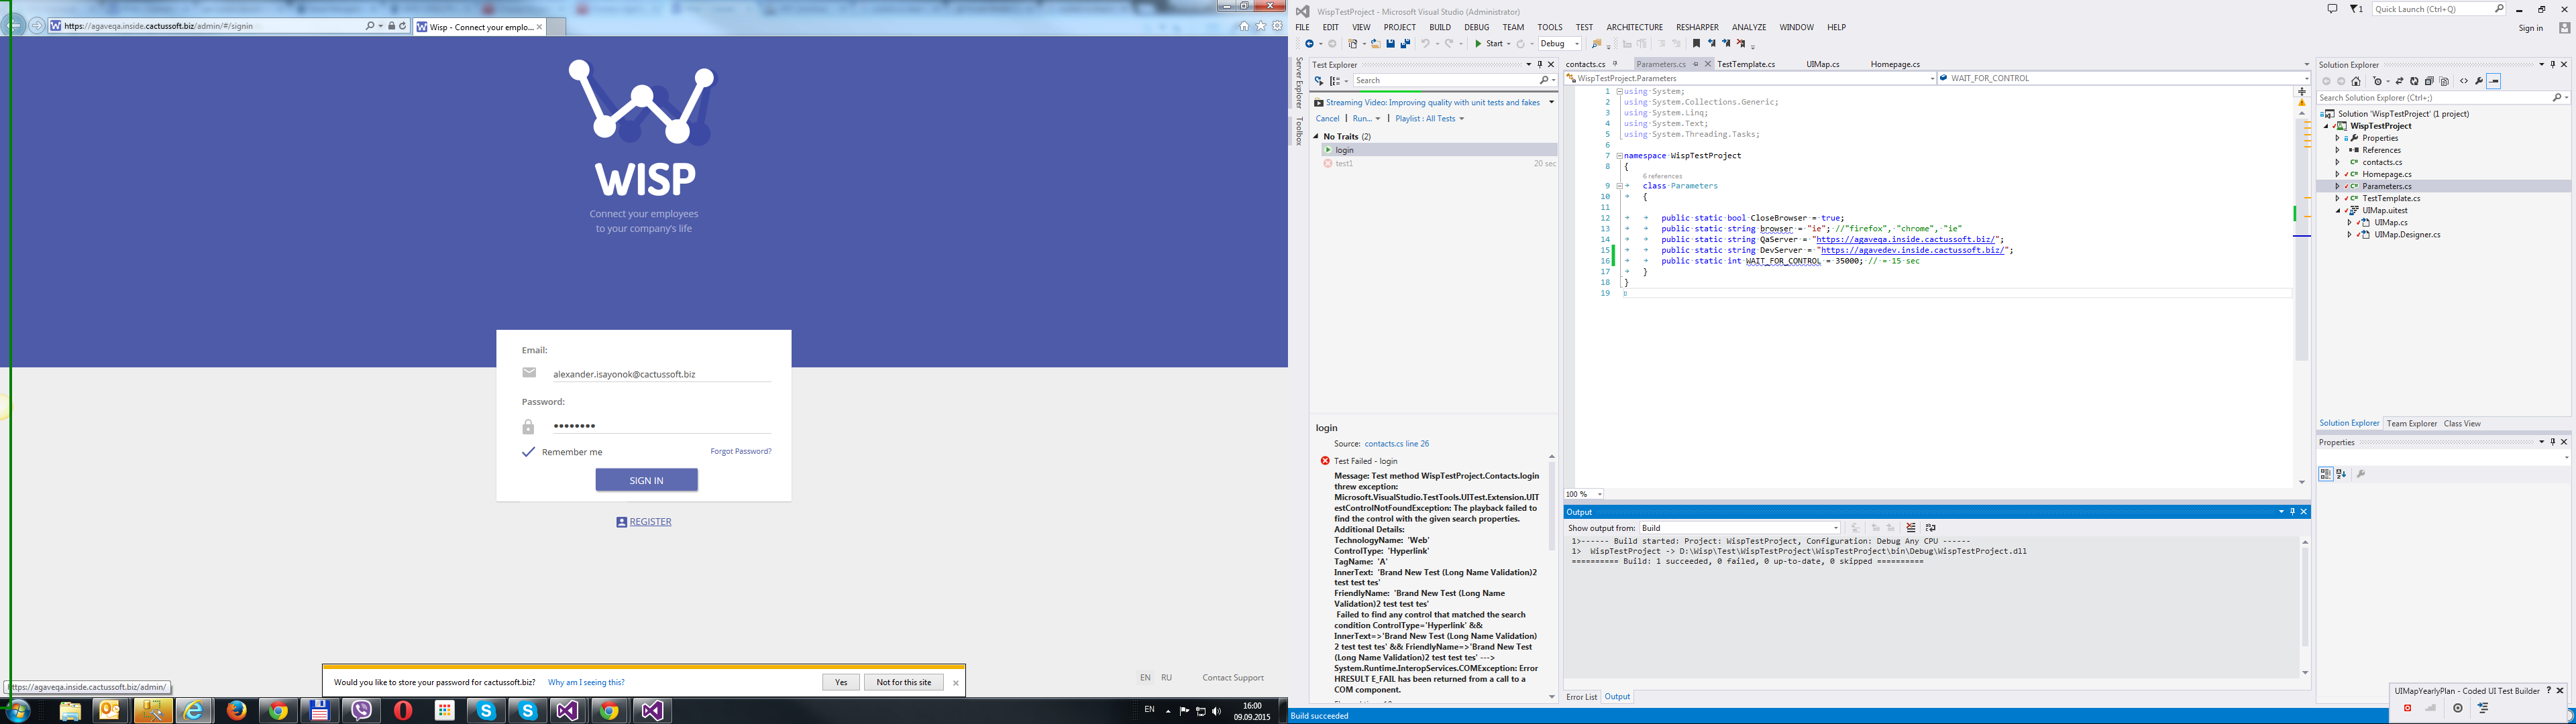 https://agaveqa.inside.cactussoft.biz/admin/#/signin
Wisp - Connect your emplo...
WISP
Connect your employees
to your company's life
Email:
alexander.isayonok@cactussoft.biz
Password:
••••••••
Remember me
Forgot Password?
SIGN IN
REGISTER
Would you like to store your password for cactussoft.biz? Why am I seeing this? Yes Not for this site
EN RU Contact Support
https://agaveqa.inside.cactussoft.biz/admin/
EN
16:00
09.09.2015
WispTestProject - Microsoft Visual Studio (Administrator)
1
Quick Launch (Ctrl+Q)
FILE EDIT VIEW PROJECT BUILD DEBUG TEAM TOOLS TEST ARCHITECTURE RESHARPER ANALYZE WINDOW HELP
Sign in
Start Debug
Server Explorer
Toolbox
Test Explorer
Search
Streaming Video: Improving quality with unit tests and fakes
Cancel | Run... | Playlist : All Tests
No Traits (2)
login
test1 20 sec
login
Source: contacts.cs line 26
Test Failed - login
Message: Test method WispTestProject.Contacts.login
threw exception:
Microsoft.VisualStudio.TestTools.UITest.Extension.UIT
estControlNotFoundException: The playback failed to
find the control with the given search properties.
Additional Details:
TechnologyName: 'Web'
ControlType: 'Hyperlink'
TagName: 'A'
InnerText: 'Brand New Test (Long Name Validation)2
test test tes'
FriendlyName: 'Brand New Test (Long Name
Validation)2 test test tes'
Failed to find any control that matched the search
condition ControlType='Hyperlink' &&
InnerText=>'Brand New Test (Long Name Validation)
2 test test tes' && FriendlyName=>'Brand New Test
(Long Name Validation)2 test test tes' --->
System.Runtime.InteropServices.COMException: Error
HRESULT E_FAIL has been returned from a call to a
COM component.
contacts.cs Parameters.cs TestTemplate.cs UIMap.cs Homepage.cs
WispTestProject.Parameters WAIT_FOR_CONTROL
1 using System;
2 using System.Collections.Generic;
3 using System.Linq;
4 using System.Text;
5 using System.Threading.Tasks;
6
7 namespace WispTestProject
8 {
6 references
9 class Parameters
10 {
11
12 public static bool CloseBrowser = true;
13 public static string browser = "ie"; //"firefox", "chrome", "ie"
14 public static string QaServer = "https://agaveqa.inside.cactussoft.biz/";
15 public static string DevServer = "https://agavedev.inside.cactussoft.biz/";
16 public static int WAIT_FOR_CONTROL = 35000; // = 15 sec
17 }
18 }
19
100 %
Output
Show output from: Build
1>------ Build started: Project: WispTestProject, Configuration: Debug Any CPU ------
1> WispTestProject -> D:\Wisp\Test\WispTestProject\WispTestProject\bin\Debug\WispTestProject.dll
========== Build: 1 succeeded, 0 failed, 0 up-to-date, 0 skipped ==========
Error List Output
Build succeeded
Solution Explorer
Search Solution Explorer (Ctrl+;)
Solution 'WispTestProject' (1 project)
WispTestProject
Properties
References
contacts.cs
Homepage.cs
Parameters.cs
TestTemplate.cs
UIMap.uitest
UIMap.cs
UIMap.Designer.cs
Solution Explorer Team Explorer Class View
Properties
UIMapYearlyPlan - Coded UI Test Builder